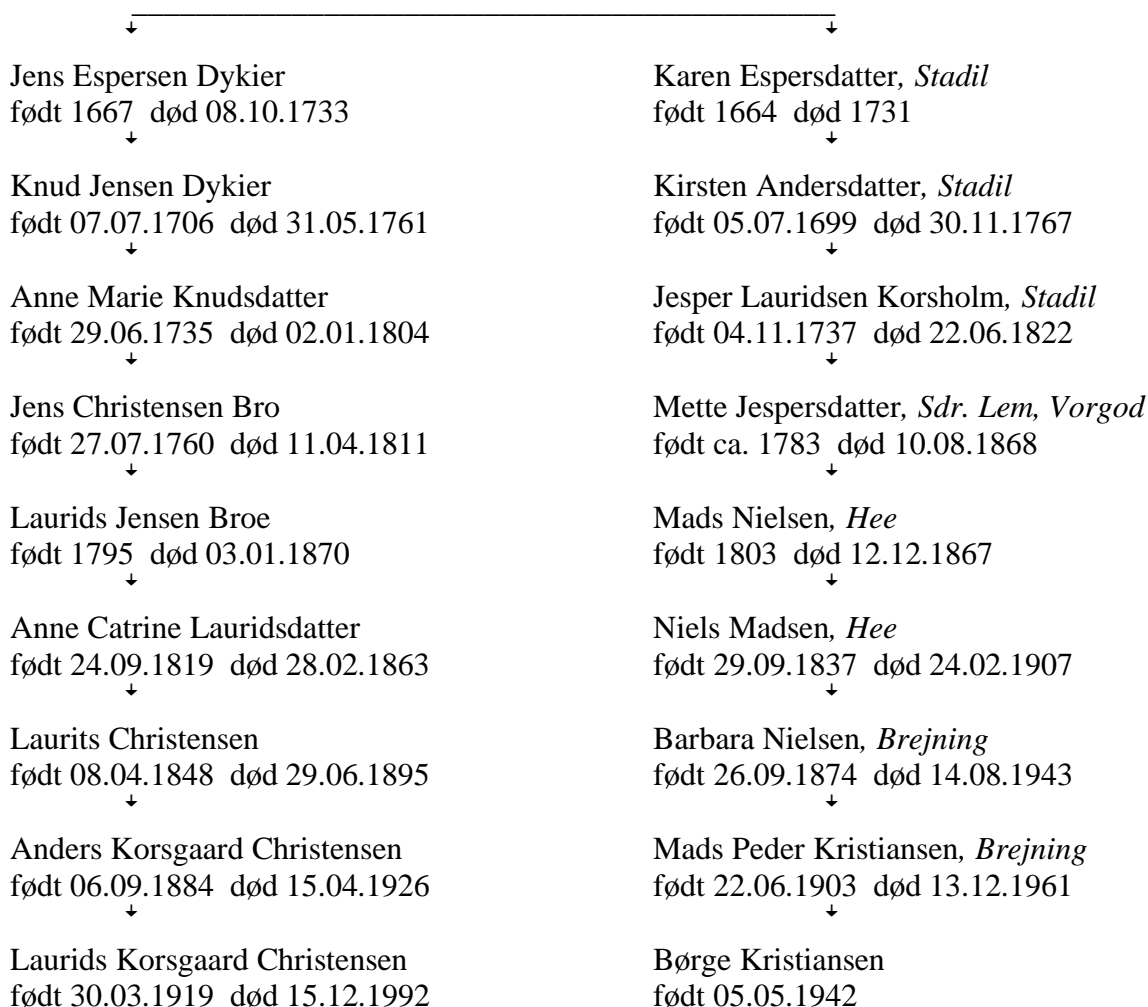 Jens Espersen Dykier
født 1667 død 08.10.1733
Knud Jensen Dykier
født 07.07.1706 død 31.05.1761
Anne Marie Knudsdatter
født 29.06.1735 død 02.01.1804
Jens Christensen Bro
født 27.07.1760 død 11.04.1811
Laurids Jensen Broe
født 1795 død 03.01.1870
Anne Catrine Lauridsdatter
født 24.09.1819 død 28.02.1863
Laurits Christensen
født 08.04.1848 død 29.06.1895
Anders Korsgaard Christensen
født 06.09.1884 død 15.04.1926
Laurids Korsgaard Christensen
født 30.03.1919 død 15.12.1992
Karen Espersdatter, Stadil
født 1664 død 1731
Kirsten Andersdatter, Stadil
født 05.07.1699 død 30.11.1767
Jesper Lauridsen Korsholm, Stadil
født 04.11.1737 død 22.06.1822
Mette Jespersdatter, Sdr. Lem, Vorgod
født ca. 1783 død 10.08.1868
Mads Nielsen, Hee
født 1803 død 12.12.1867
Niels Madsen, Hee
født 29.09.1837 død 24.02.1907
Barbara Nielsen, Brejning
født 26.09.1874 død 14.08.1943
Mads Peder Kristiansen, Brejning
født 22.06.1903 død 13.12.1961
Børge Kristiansen
født 05.05.1942